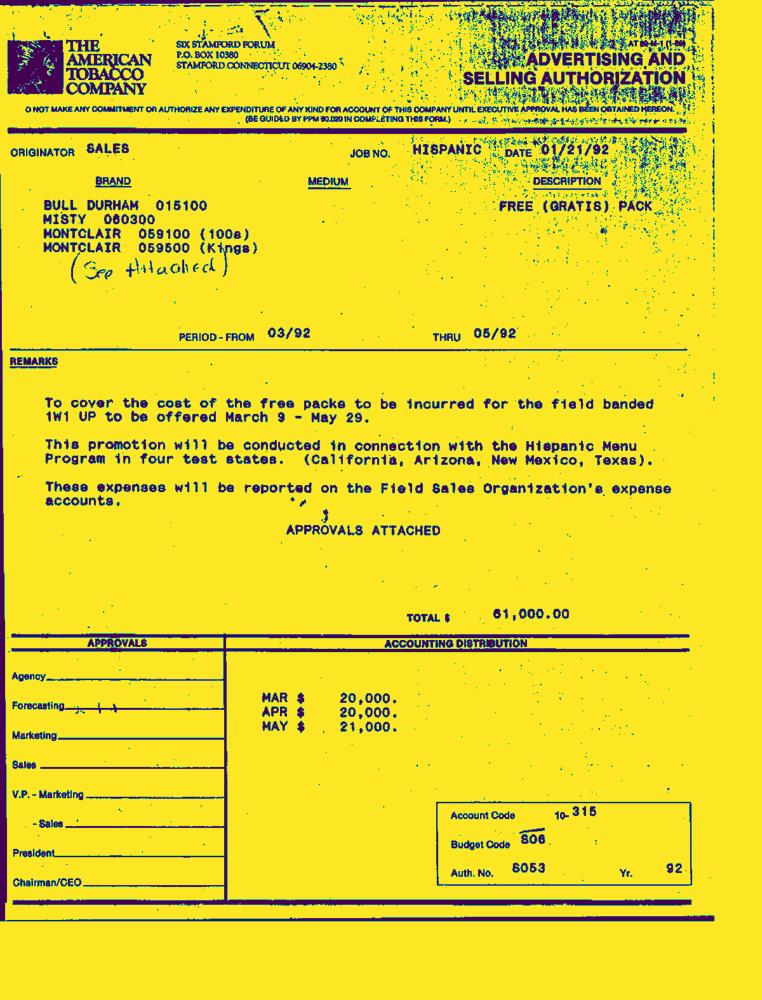 THE
AMERICAN
TOBACCO
COMPANY
SIX STAMFORD FORUM
P.O. BOX 10380
STAMFORD CONNECTICUT 06904-2380
ADVERTISING AND
SELLING AUTHORIZATION
O NOT MAKE ANY COMMITMENT OR AUTHORIZE ANY EXPENDITURE OF ANY KIND FOR ACCOUNT OF THIS COMPANY UNTIL EXECUTIVE APPROVAL HAS BEEN OBTAINED HEREON.
(BE GUIDED BY PPM 80.020 IN COMPLETING THIS FORM.)
ORIGINATOR SALES JOB NO. HISPANIC DATE 01/21/92
BRAND MEDIUM DESCRIPTION
BULL DURHAM 015100 FREE (GRATIS) PACK
MISTY 060300
MONTCLAIR 059100 (100s)
MONTCLAIR 059500 (Kings)
(See Attached)
PERIOD - FROM 03/92 THRU 05/92
REMARKS
To cover the cost of the free packs to be incurred for the field banded
1W1 UP to be offered March 9 - May 29.
This promotion will be conducted in connection with the Hispanic Menu
Program in four test states. (California, Arizona, New Mexico, Texas).
These expenses will be reported on the Field Sales Organization's expense
accounts.
APPROVALS ATTACHED
TOTAL $ 61,000.00
APPROVALS ACCOUNTING DISTRIBUTION
Agency
Forecasting
MAR $ 20,000.
APR $ 20,000.
MAY $ 21,000.
Marketing
Sales
V.P. - Marketing
- Sales
President
Chairman/CEO
Account Code 10- 315
Budget Code S06
Auth. No. S053 Yr. 92